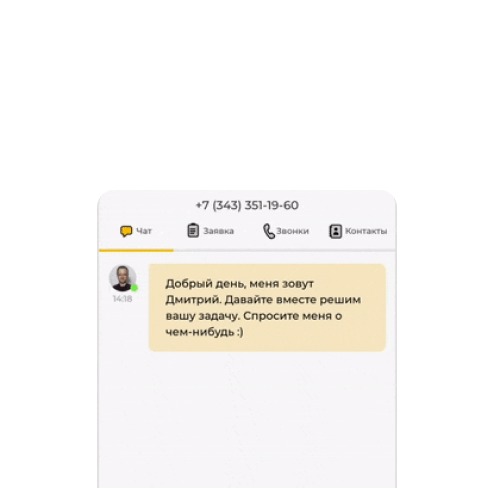 +7 (343) 351-19-60
Чат Заявка Звонки Контакты
Добрый день, меня зовут
Дмитрий. Давайте вместе решим
вашу задачу. Спросите меня о
чем-нибудь :)
14:18